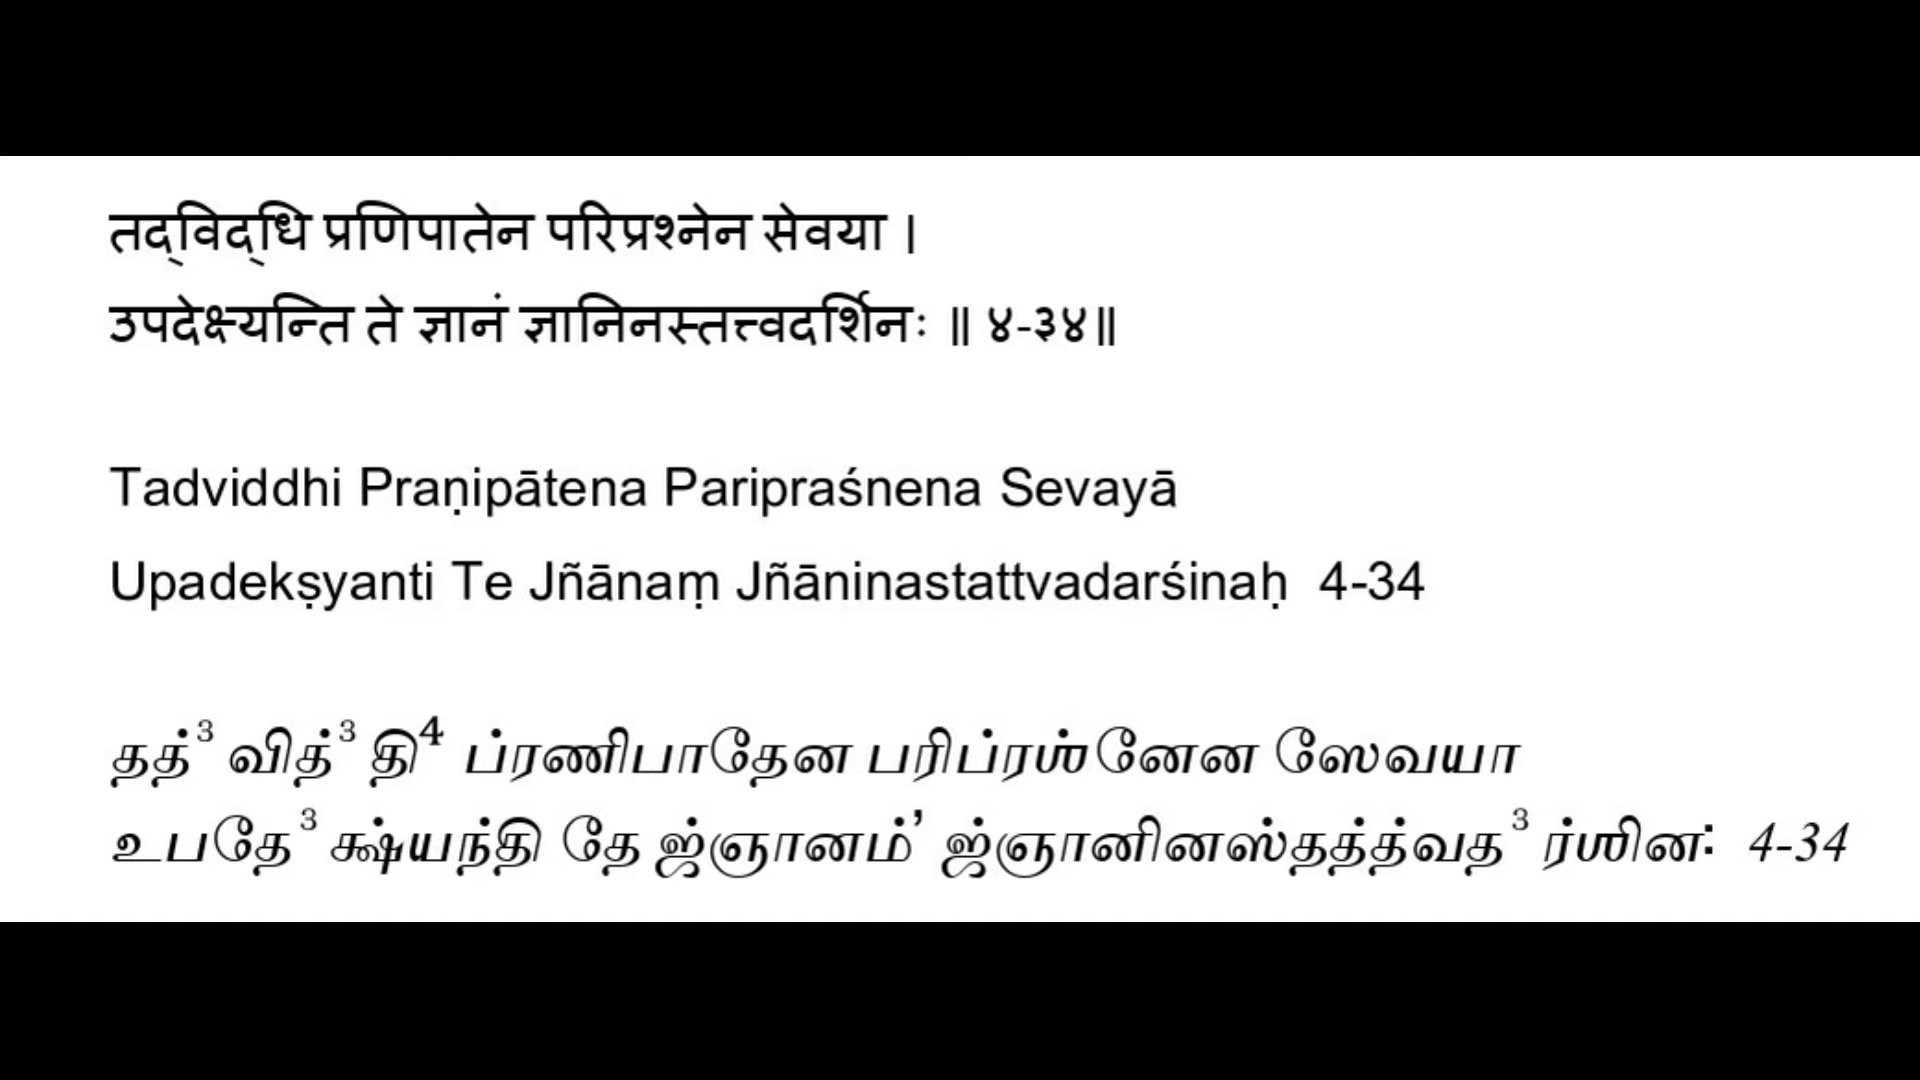 तद्‌विद्‌धि प्रणिपातेन परिप्रश्नेन सेवया ।
उपदेक्ष्यन्ति ते ज्ञानं ज्ञानिनस्तत्त्वदर्शिनः ॥ ४-३४॥
Tadviddhi Praṇipātena Paripraśnena Sevayā
Upadekṣyanti Te Jñānaṃ Jñāninastattvadarśinaḥ 4-34
தத்³ வித்³ தி⁴ ப்ரணிபாதேன பரிப்ரஶ்னேன ஸேவயா
உபதே³ க்ஷ்யந்தி தே ஜ்ஞானம்ʼ ஜ்ஞானினஸ்தத்த்வத³ ர்ஶின꞉ 4-34